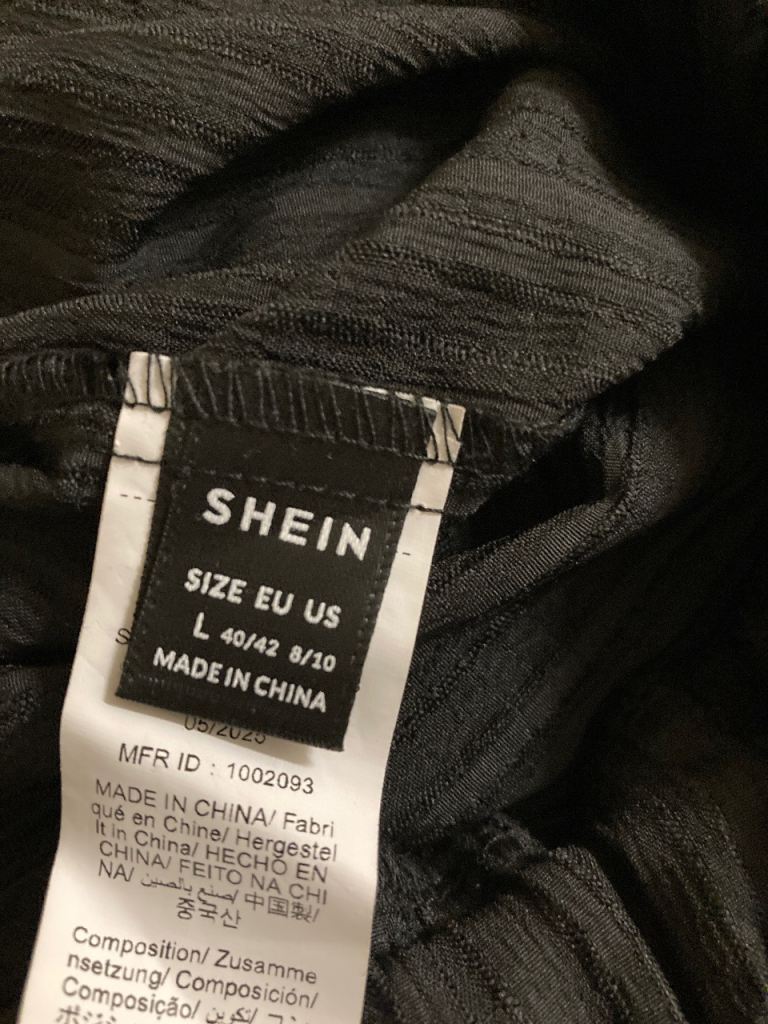 SHEIN
SIZE EU US
L 40/42 8/10
MADE IN CHINA
05/2025
MFR ID : 1002093
MADE IN CHINA/ Fabri
qué en Chine/ Hergestel
lt in China/ HECHO EN
CHINA/ FEITO NA CHI
NA/ صنع بالصين/ 中国製/
중국산
Composition/ Zusamme
nsetzung/ Composición/
Composição/ تكوين/